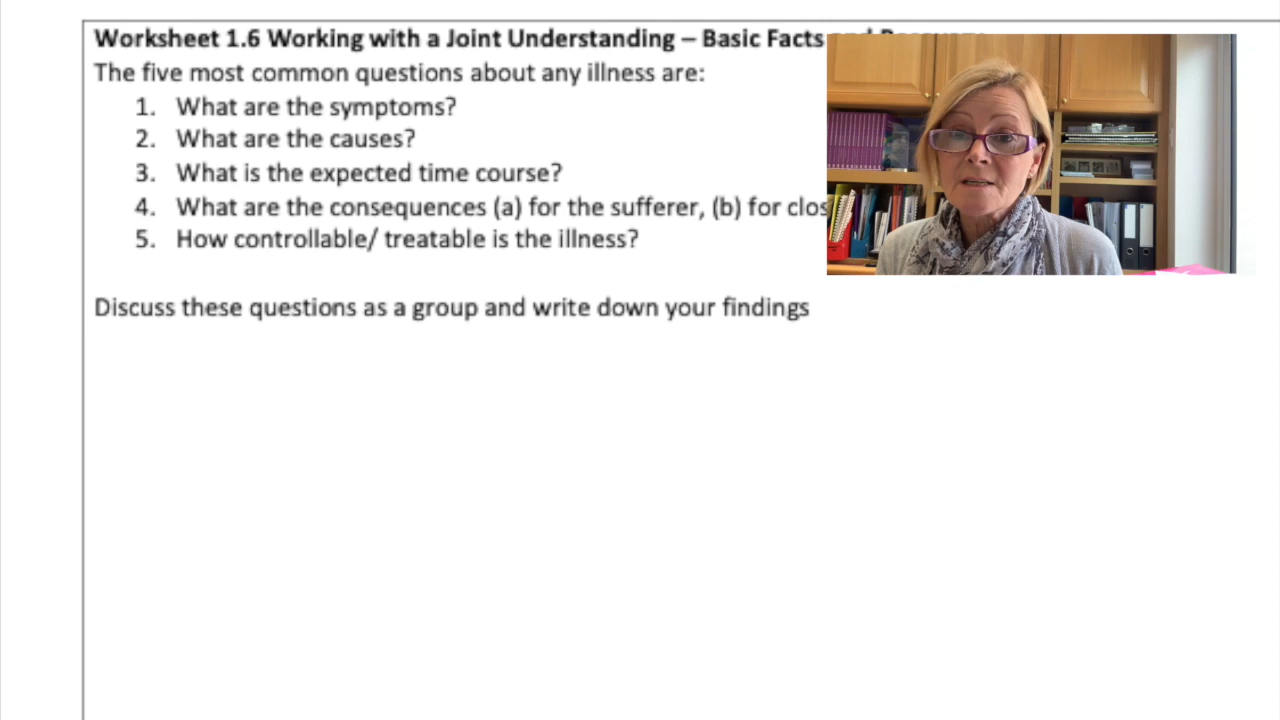 Worksheet 1.6 Working with a Joint Understanding – Basic Facts
The five most common questions about any illness are:
1. What are the symptoms?
2. What are the causes?
3. What is the expected time course?
4. What are the consequences (a) for the sufferer, (b) for clos
5. How controllable/ treatable is the illness?
Discuss these questions as a group and write down your findings